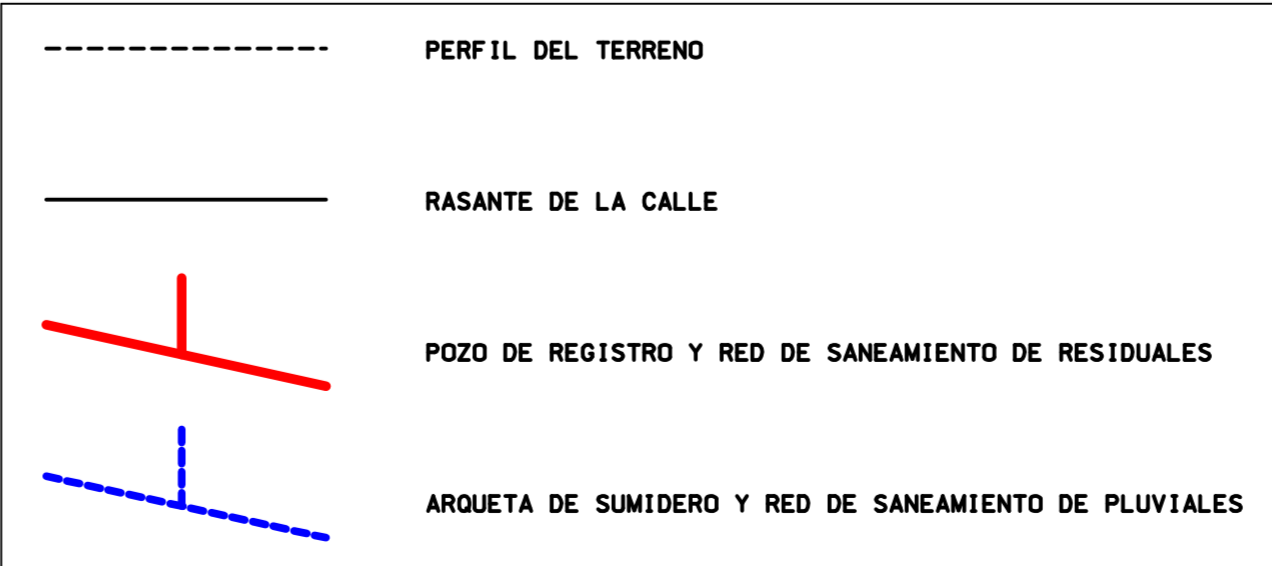 PERFIL DEL TERRENO
RASANTE DE LA CALLE
POZO DE REGISTRO Y RED DE SANEAMIENTO DE RESIDUALES
ARQUETA DE SUMIDERO Y RED DE SANEAMIENTO DE PLUVIALES